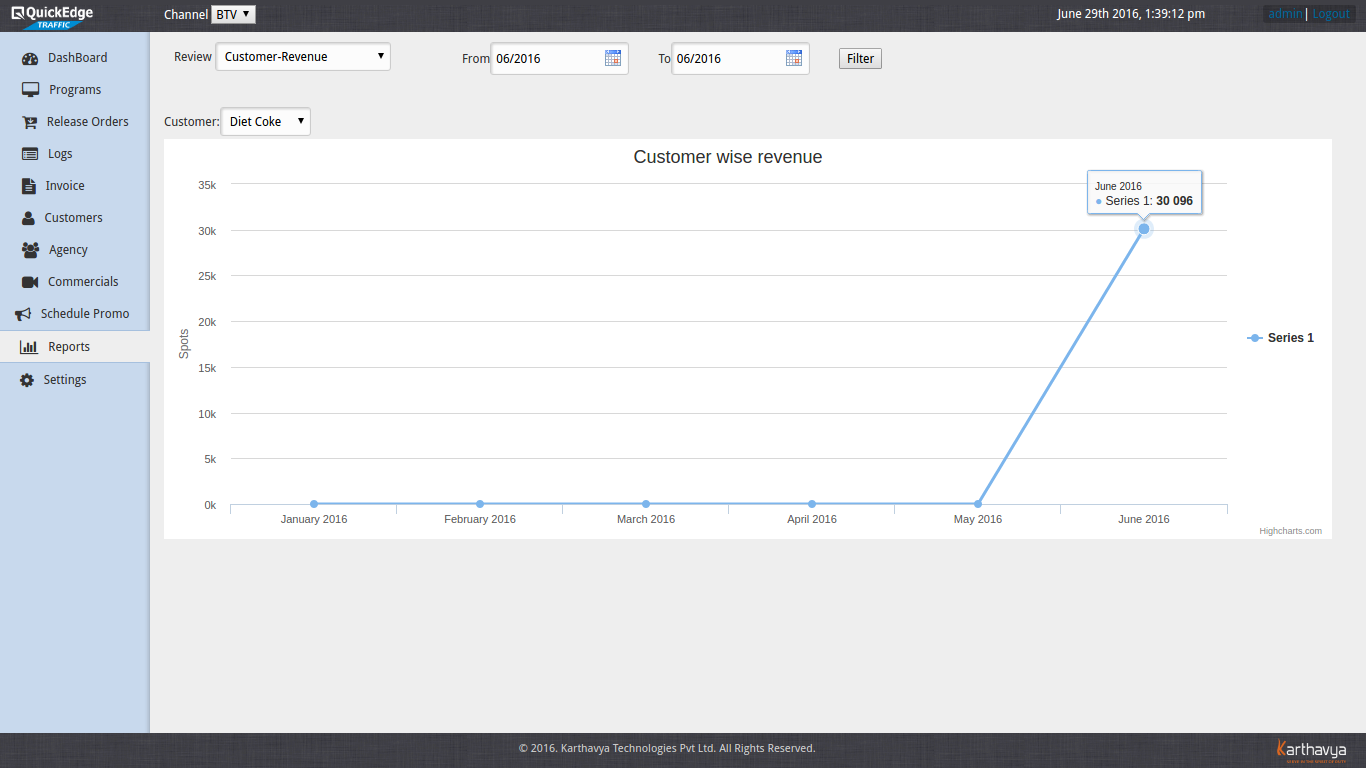 QuickEdge
TRAFFIC
Channel BTV
June 29th 2016, 1:39:12 pm
admin | Logout
DashBoard
Programs
Release Orders
Logs
Invoice
Customers
Agency
Commercials
Schedule Promo
Reports
Settings
Review Customer-Revenue From 06/2016 To 06/2016 Filter
Customer: Diet Coke
Customer wise revenue
June 2016
Series 1: 30 096
35k
30k
25k
20k
15k
10k
5k
0k
Spots
January 2016 February 2016 March 2016 April 2016 May 2016 June 2016
Series 1
Highcharts.com
© 2016. Karthavya Technologies Pvt Ltd. All Rights Reserved.
Karthavya